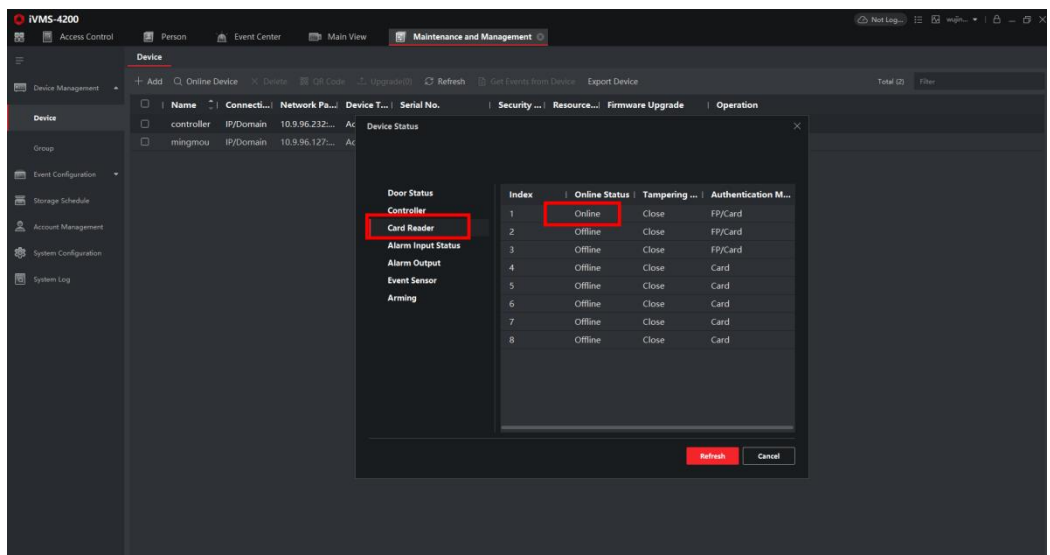 iVMS-4200
Not Log... wujin...
Access Control Person Event Center Main View Maintenance and Management
Device
+ Add Online Device Delete QR Code Upgrade(0) Refresh Get Events from Device Export Device Total (2) Filter
Device Management
Name Connecti... Network Pa... Device T... Serial No. Security ... Resource... Firmware Upgrade Operation
Device
controller IP/Domain 10.9.96.232:... Ac
mingmou IP/Domain 10.9.96.127:... Ac
Group
Event Configuration
Storage Schedule
Account Management
System Configuration
System Log
Device Status
Door Status
Controller
Card Reader
Alarm Input Status
Alarm Output
Event Sensor
Arming
Index Online Status Tampering ... Authentication M...
1 Online Close FP/Card
2 Offline Close FP/Card
3 Offline Close FP/Card
4 Offline Close Card
5 Offline Close Card
6 Offline Close Card
7 Offline Close Card
8 Offline Close Card
Refresh Cancel